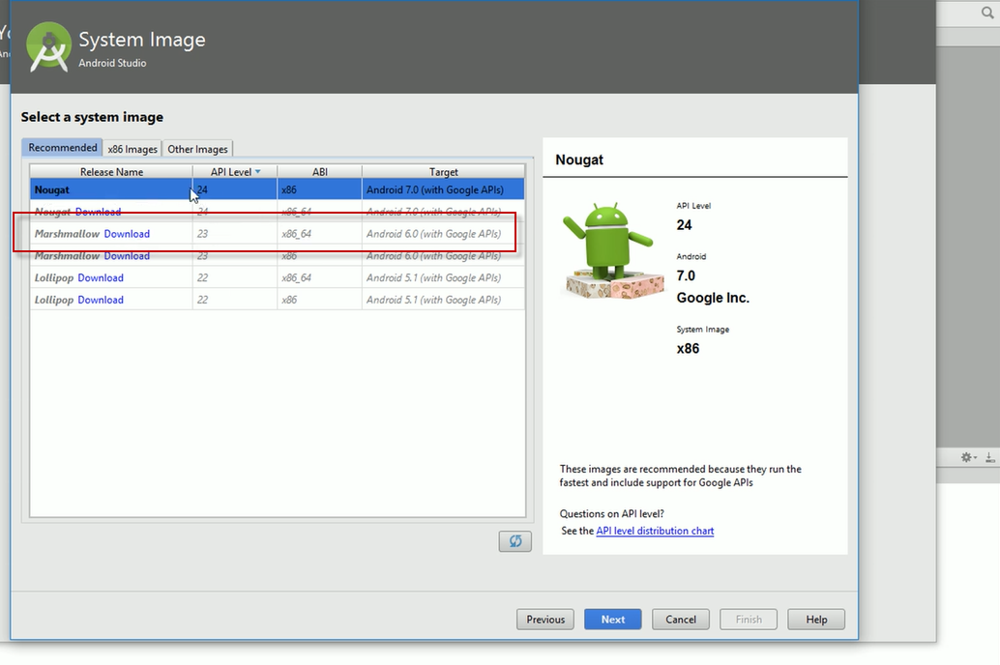 System Image
Android Studio
Select a system image
Recommended x86 Images Other Images
Release Name API Level ABI Target
Nougat 24 x86 Android 7.0 (with Google APIs)
Nougat Download 24 x86_64 Android 7.0 (with Google APIs)
Marshmallow Download 23 x86_64 Android 6.0 (with Google APIs)
Marshmallow Download 23 x86 Android 6.0 (with Google APIs)
Lollipop Download 22 x86_64 Android 5.1 (with Google APIs)
Lollipop Download 22 x86 Android 5.1 (with Google APIs)
Nougat
API Level
24
Android
7.0
Google Inc.
System Image
x86
These images are recommended because they run the
fastest and include support for Google APIs
Questions on API level?
See the API level distribution chart
Previous Next Cancel Finish Help